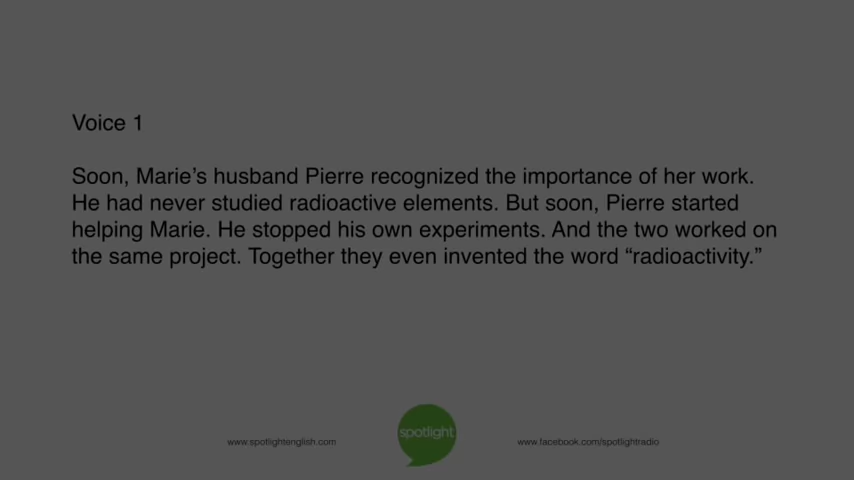 Voice 1
Soon, Marie’s husband Pierre recognized the importance of her work.
He had never studied radioactive elements. But soon, Pierre started
helping Marie. He stopped his own experiments. And the two worked on
the same project. Together they even invented the word “radioactivity.”
spotlight
www.spotlightenglish.com
www.facebook.com/spotlightradio